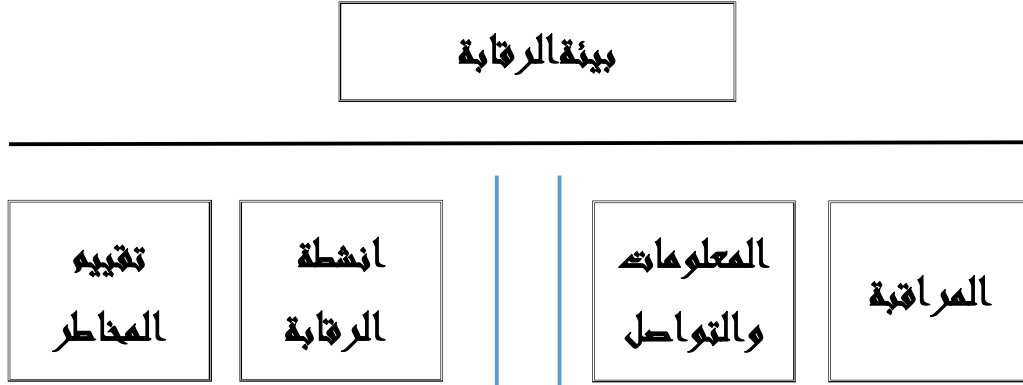 بيئةالرقابة
المراقبة
المعلومات
والتواصل
انشطة
الرقابة
تقييم
المخاطر